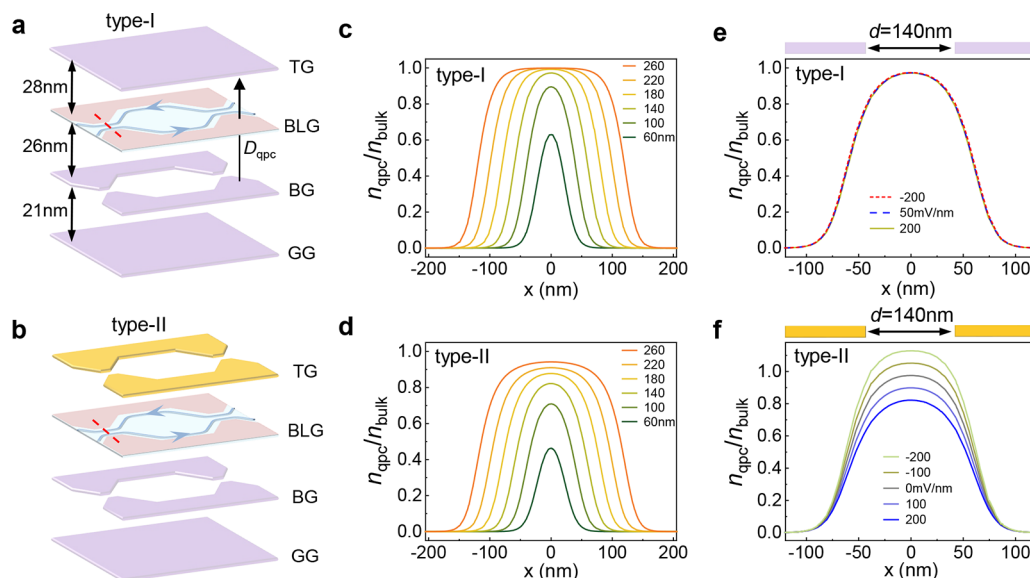 a
type-I
28nm
26nm
21nm
TG
BLG
D_qpc
BG
GG
b
type-II
TG
BLG
BG
GG
c
type-I
260
220
180
140
100
60nm
1.0
0.8
0.6
0.4
0.2
0.0
n_qpc/n_bulk
-200 -100 0 100 200
x (nm)
d
type-II
260
220
180
140
100
60nm
1.0
0.8
0.6
0.4
0.2
0.0
n_qpc/n_bulk
-200 -100 0 100 200
x (nm)
e
d=140nm
type-I
1.0
0.8
0.6
0.4
0.2
0.0
n_qpc/n_bulk
-200
50mV/nm
200
-100 -50 0 50 100
x (nm)
f
d=140nm
type-II
1.0
0.8
0.6
0.4
0.2
0.0
n_qpc/n_bulk
-200
-100
0mV/nm
100
200
-100 -50 0 50 100
x (nm)